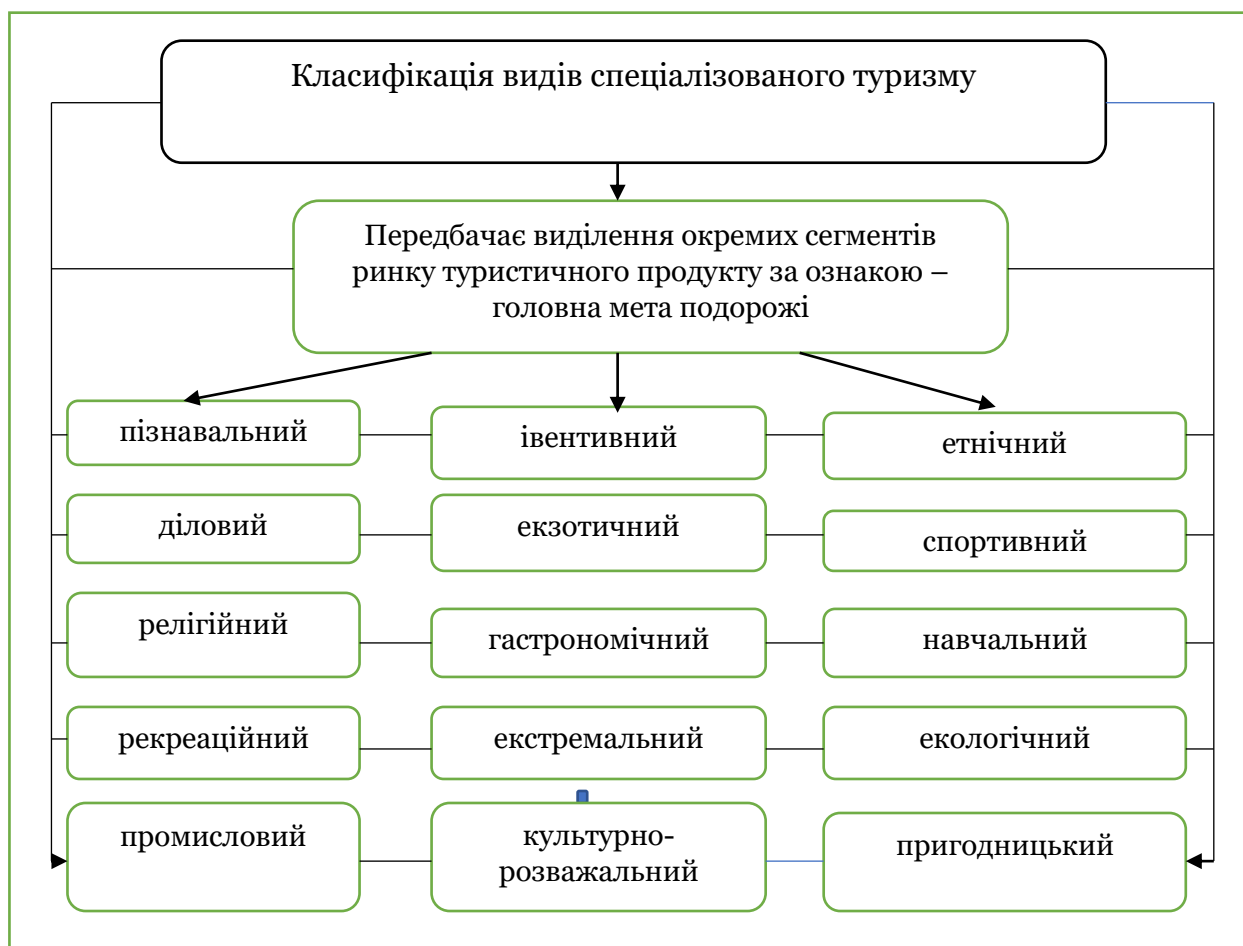 Класифікація видів спеціалізованого туризму
Передбачає виділення окремих сегментів
ринку туристичного продукту за ознакою –
головна мета подорожі
пізнавальний
івентивний
етнічний
діловий
екзотичний
спортивний
релігійний
гастрономічний
навчальний
рекреаційний
екстремальний
екологічний
промисловий
культурно-
розважальний
пригодницький